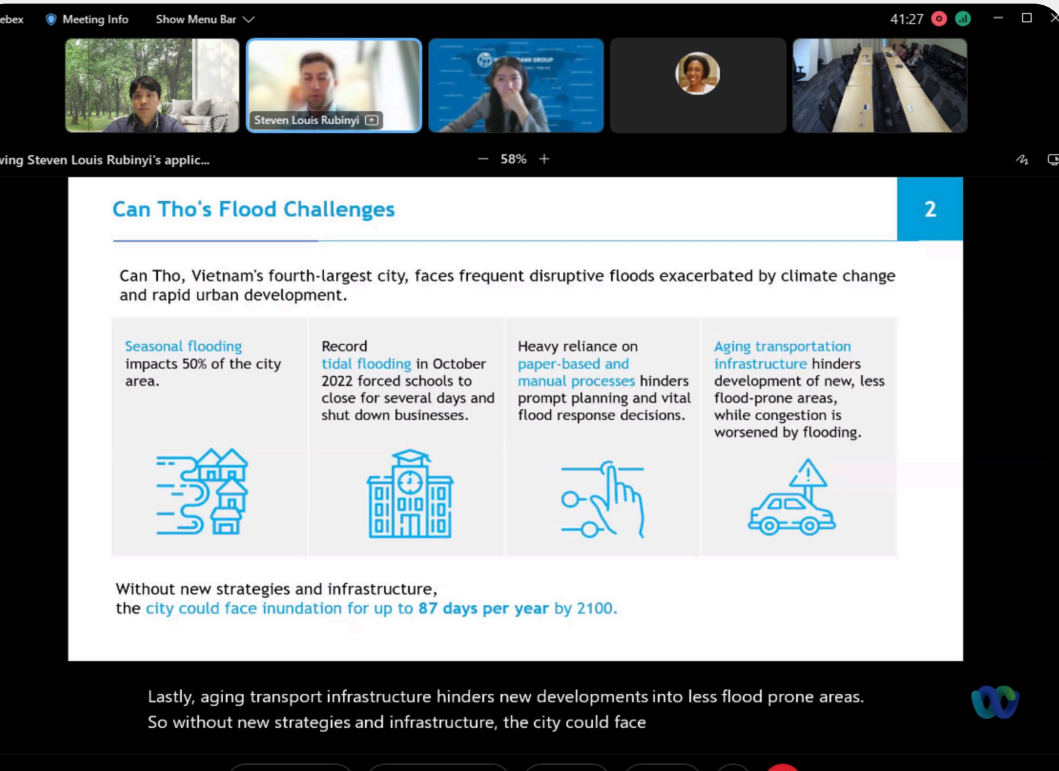 ebex Meeting Info Show Menu Bar 41:27
Steven Louis Rubinyi
BANK GROUP
wing Steven Louis Rubinyi's applic... — 58% +
Can Tho's Flood Challenges 2
Can Tho, Vietnam's fourth-largest city, faces frequent disruptive floods exacerbated by climate change
and rapid urban development.
Seasonal flooding
impacts 50% of the city
area.
Record
tidal flooding in October
2022 forced schools to
close for several days and
shut down businesses.
Heavy reliance on
paper-based and
manual processes hinders
prompt planning and vital
flood response decisions.
Aging transportation
infrastructure hinders
development of new, less
flood-prone areas,
while congestion is
worsened by flooding.
Without new strategies and infrastructure,
the city could face inundation for up to 87 days per year by 2100.
Lastly, aging transport infrastructure hinders new developments into less flood prone areas.
So without new strategies and infrastructure, the city could face